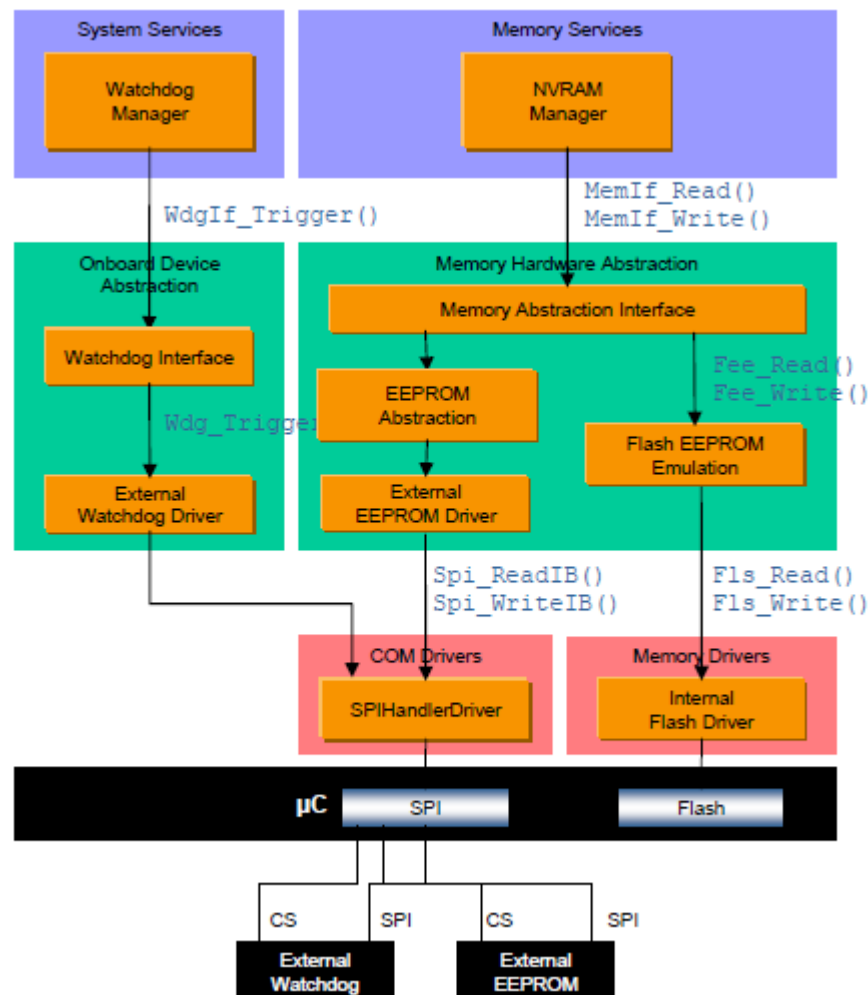 System Services
Memory Services
Watchdog
Manager
NVRAM
Manager
WdgIf_Trigger()
MemIf_Read()
MemIf_Write()
Onboard Device
Abstraction
Memory Hardware Abstraction
Memory Abstraction Interface
Watchdog Interface
EEPROM
Abstraction
Fee_Read()
Fee_Write()
Wdg_Trigger
Flash EEPROM
Emulation
External
Watchdog Driver
External
EEPROM Driver
Spi_ReadIB()
Spi_WriteIB()
Fls_Read()
Fls_Write()
COM Drivers
Memory Drivers
SPIHandlerDriver
Internal
Flash Driver
µC
SPI
Flash
CS
SPI
CS
SPI
External
Watchdog
External
EEPROM